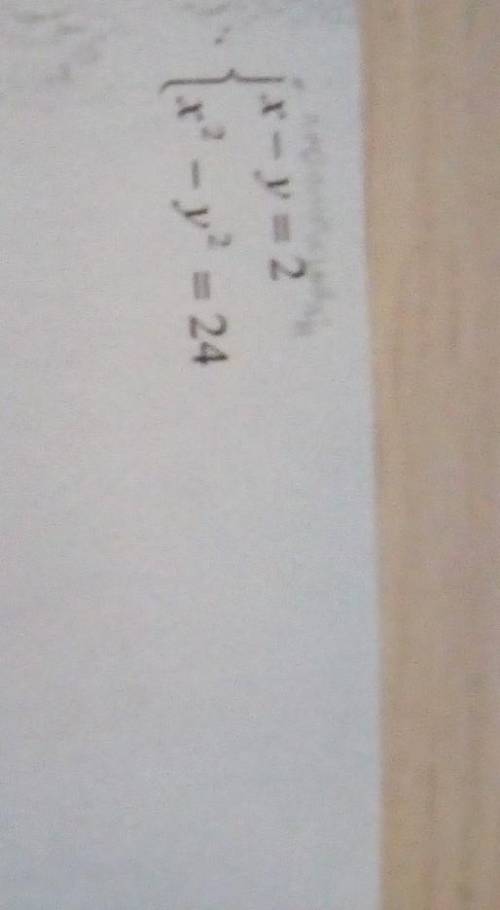 x − y = 2
x² − y² = 24